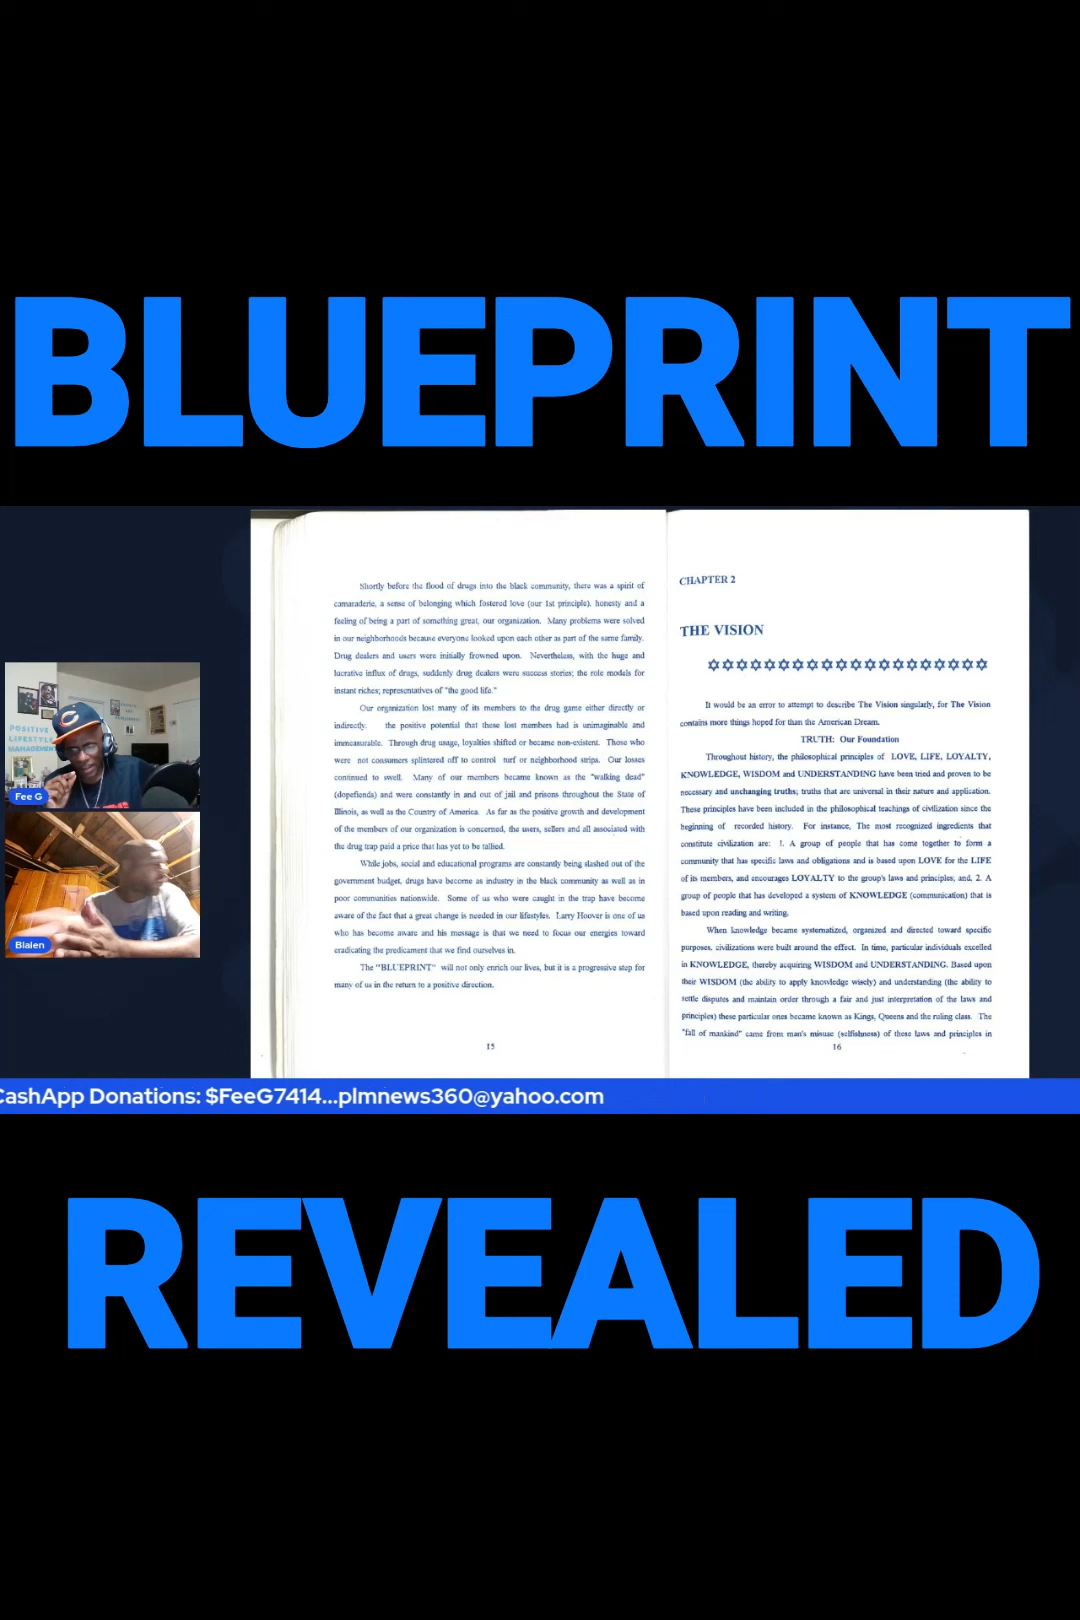 BLUEPRINT
Shortly before the flood of drugs into the black community, there was a spirit of
camaraderie, a sense of belonging which fostered love (our 1st principle), honesty and a
feeling of being a part of something great, our organization. Many problems were solved
in our neighborhoods because everyone looked upon each other as part of the same family.
Drug dealers and users were initially frowned upon. Nevertheless, with the huge and
lucrative influx of drugs, suddenly drug dealers were success stories; the role models for
instant riches; representatives of "the good life."
Our organization lost many of its members to the drug game either directly or
indirectly. the positive potential that these lost members had is unimaginable and
immeasurable. Through drug usage, loyalties shifted or became non-existent. Those who
were not consumers splintered off to control turf or neighborhood strips. Our losses
continued to swell. Many of our members became known as the "walking dead"
(dopefiends) and were constantly in and out of jail and prisons throughout the State of
Illinois, as well as the Country of America. As far as the positive growth and development
of the members of our organization is concerned, the users, sellers and all associated with
the drug trap paid a price that has yet to be tallied.
While jobs, social and educational programs are constantly being slashed out of the
government budget, drugs have become as industry in the black community as well as in
poor communities nationwide. Some of us who were caught in the trap have become
aware of the fact that a great change is needed in our lifestyles. Larry Hoover is one of us
who has become aware and his message is that we need to focus our energies toward
eradicating the predicament that we find ourselves in.
The "BLUEPRINT" will not only enrich our lives, but it is a progressive step for
many of us in the return to a positive direction.
15
CHAPTER 2
THE VISION
It would be an error to attempt to describe The Vision singularly, for The Vision
contains more things hoped for than the American Dream.
TRUTH: Our Foundation
Throughout history, the philosophical principles of LOVE, LIFE, LOYALTY,
KNOWLEDGE, WISDOM and UNDERSTANDING have been tried and proven to be
necessary and unchanging truths; truths that are universal in their nature and application.
These principles have been included in the philosophical teachings of civilization since the
beginning of recorded history. For instance, The most recognized ingredients that
constitute civilization are: 1. A group of people that has come together to form a
community that has specific laws and obligations and is based upon LOVE for the LIFE
of its members, and encourages LOYALTY to the group's laws and principles; and, 2. A
group of people that has developed a system of KNOWLEDGE (communication) that is
based upon reading and writing.
When knowledge became systematized, organized and directed toward specific
purposes, civilizations were built around the effect. In time, particular individuals excelled
in KNOWLEDGE, thereby acquiring WISDOM and UNDERSTANDING. Based upon
their WISDOM (the ability to apply knowledge wisely) and understanding (the ability to
settle disputes and maintain order through a fair and just interpretation of the laws and
principles) these particular ones became known as Kings, Queens and the ruling class. The
"fall of mankind" came from man's misuse (selfishness) of these laws and principles in
16
POSITIVE
LIFESTYLE
MANAGEMENT
Fee G
Blalen
CashApp Donations: $FeeG7414...plmnews360@yahoo.com
REVEALED